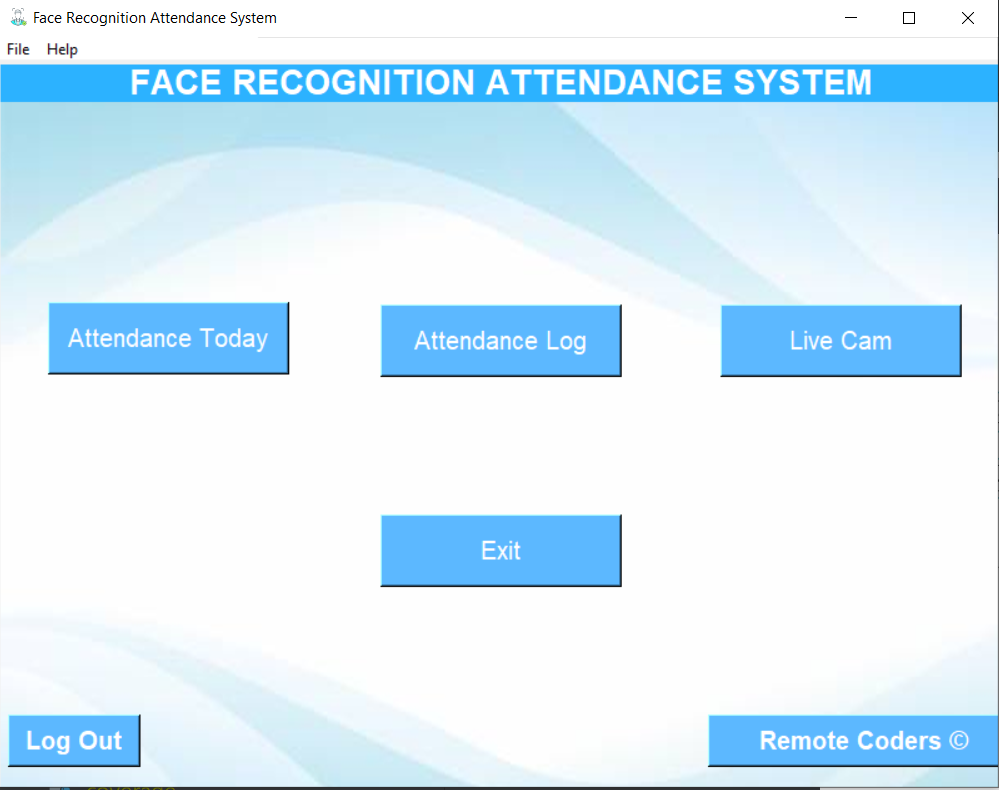 Face Recognition Attendance System
File Help
FACE RECOGNITION ATTENDANCE SYSTEM
Attendance Today Attendance Log Live Cam
Exit
Log Out Remote Coders ©